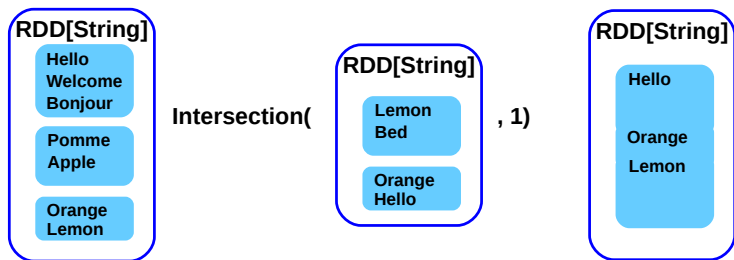 RDD[String]
Hello
Welcome
Bonjour
Pomme
Apple
Orange
Lemon
Intersection(
RDD[String]
Lemon
Bed
Orange
Hello
, 1)
RDD[String]
Hello
Orange
Lemon